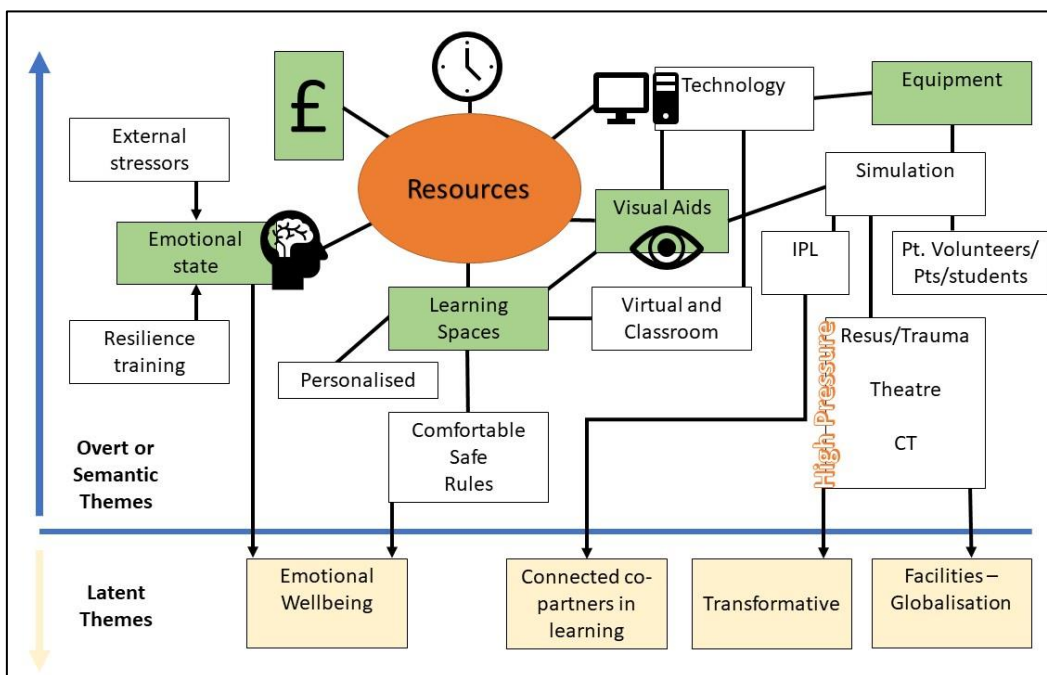 £
Technology
Equipment
External
stressors
Resources
Simulation
Visual Aids
Emotional
state
IPL
Pt. Volunteers/
Pts/students
Learning
Spaces
Virtual and
Classroom
Resilience
training
Personalised
High Pressure
Resus/Trauma
Theatre
CT
Comfortable
Safe
Rules
Overt or
Semantic
Themes
Latent
Themes
Emotional
Wellbeing
Connected co-
partners in
learning
Transformative
Facilities –
Globalisation